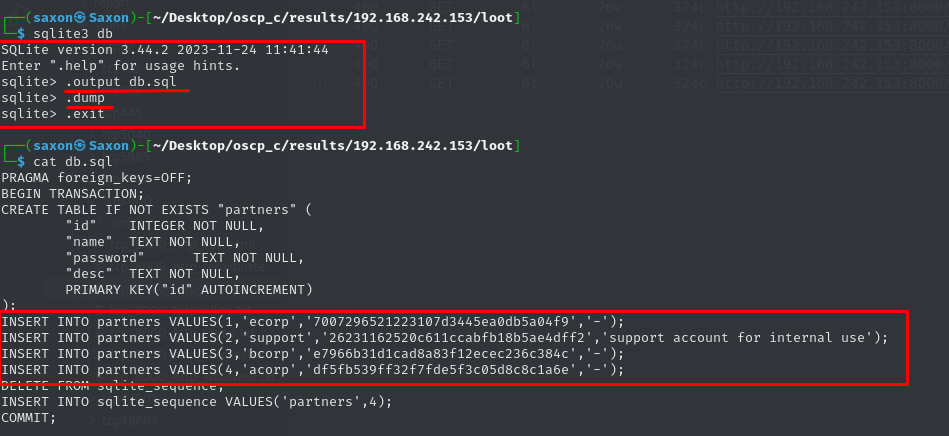 ┌──(saxon㉿Saxon)-[~/Desktop/oscp_c/results/192.168.242.153/loot]
└─$ sqlite3 db
SQLite version 3.44.2 2023-11-24 11:41:44
Enter ".help" for usage hints.
sqlite> .output db.sql
sqlite> .dump
sqlite> .exit
┌──(saxon㉿Saxon)-[~/Desktop/oscp_c/results/192.168.242.153/loot]
└─$ cat db.sql
PRAGMA foreign_keys=OFF;
BEGIN TRANSACTION;
CREATE TABLE IF NOT EXISTS "partners" (
"id" INTEGER NOT NULL,
"name" TEXT NOT NULL,
"password" TEXT NOT NULL,
"desc" TEXT NOT NULL,
PRIMARY KEY("id" AUTOINCREMENT)
);
INSERT INTO partners VALUES(1,'ecorp','7007296521223107d3445ea0db5a04f9','-');
INSERT INTO partners VALUES(2,'support','26231162520c611ccabfb18b5ae4dff2','support account for internal use');
INSERT INTO partners VALUES(3,'bcorp','e7966b31d1cad8a83f12ecec236c384c','-');
INSERT INTO partners VALUES(4,'acorp','df5fb539ff32f7fde5f3c05d8c8c1a6e','-');
DELETE FROM sqlite_sequence;
INSERT INTO sqlite_sequence VALUES('partners',4);
COMMIT;